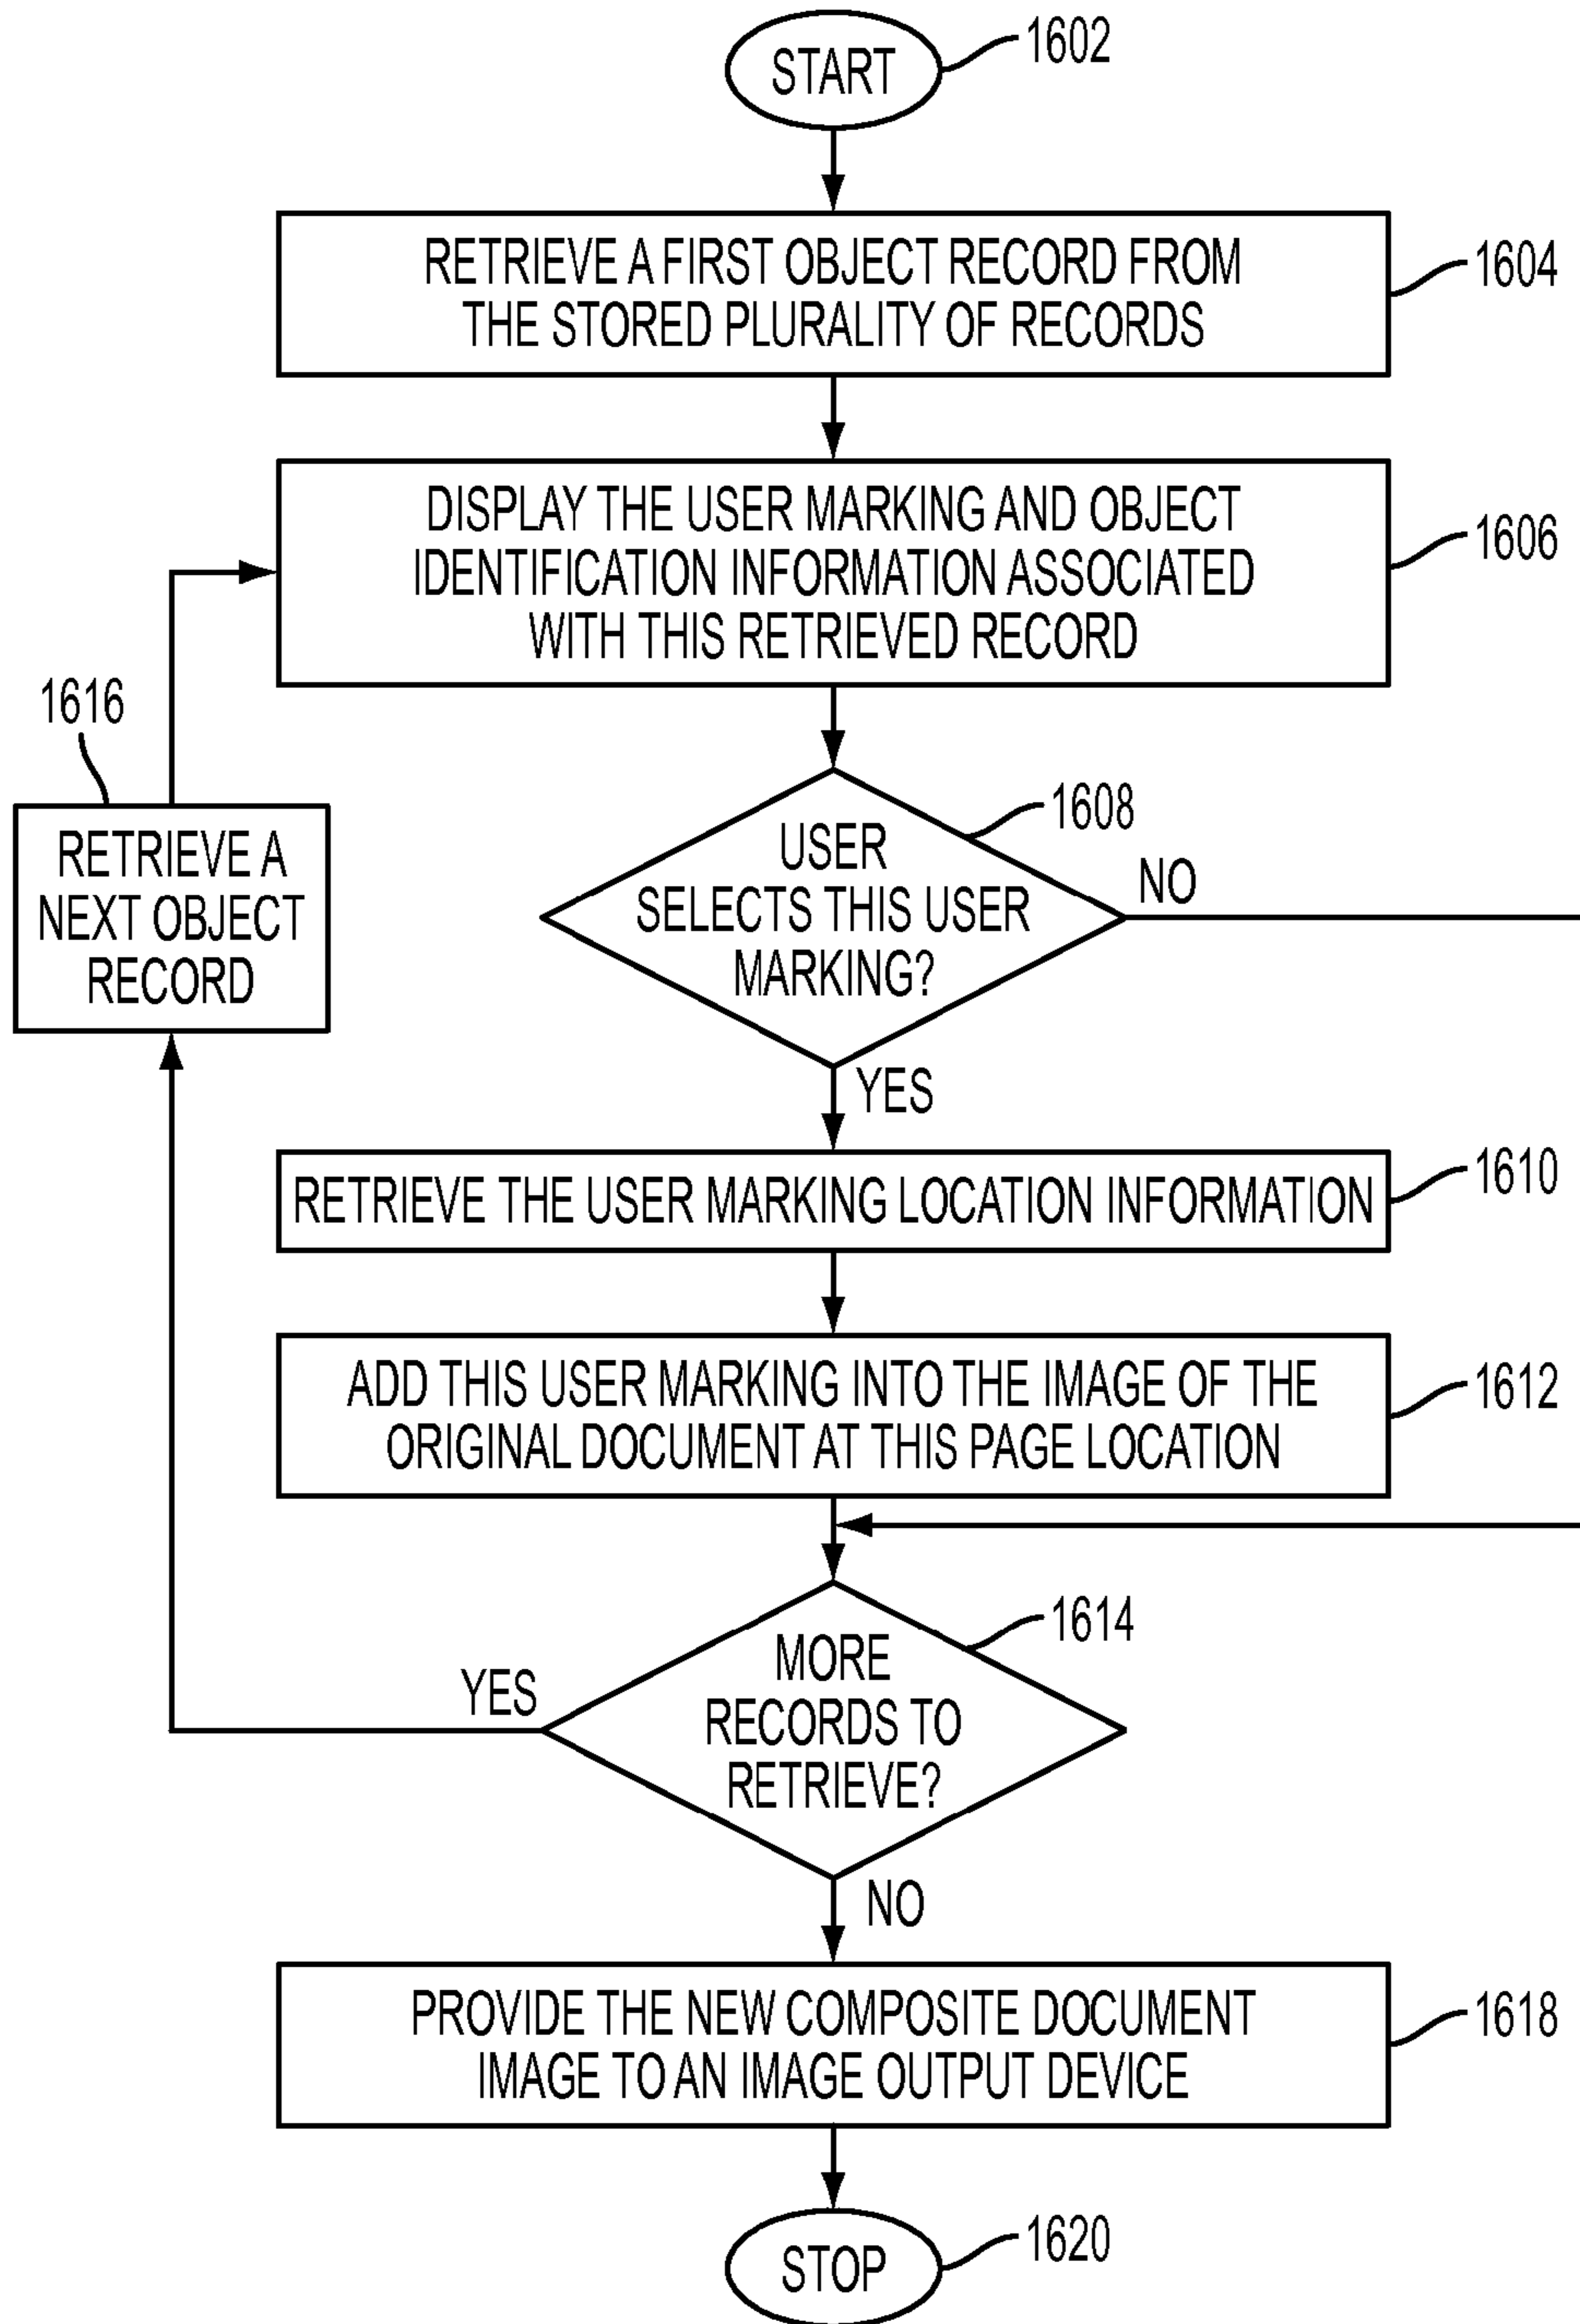 START
1602
RETRIEVE A FIRST OBJECT RECORD FROM
THE STORED PLURALITY OF RECORDS
1604
DISPLAY THE USER MARKING AND OBJECT
IDENTIFICATION INFORMATION ASSOCIATED
WITH THIS RETRIEVED RECORD
1606
1616
RETRIEVE A
NEXT OBJECT
RECORD
1608
USER
SELECTS THIS USER
MARKING?
NO
YES
RETRIEVE THE USER MARKING LOCATION INFORMATION
1610
ADD THIS USER MARKING INTO THE IMAGE OF THE
ORIGINAL DOCUMENT AT THIS PAGE LOCATION
1612
1614
MORE
RECORDS TO
RETRIEVE?
YES
NO
PROVIDE THE NEW COMPOSITE DOCUMENT
IMAGE TO AN IMAGE OUTPUT DEVICE
1618
STOP
1620